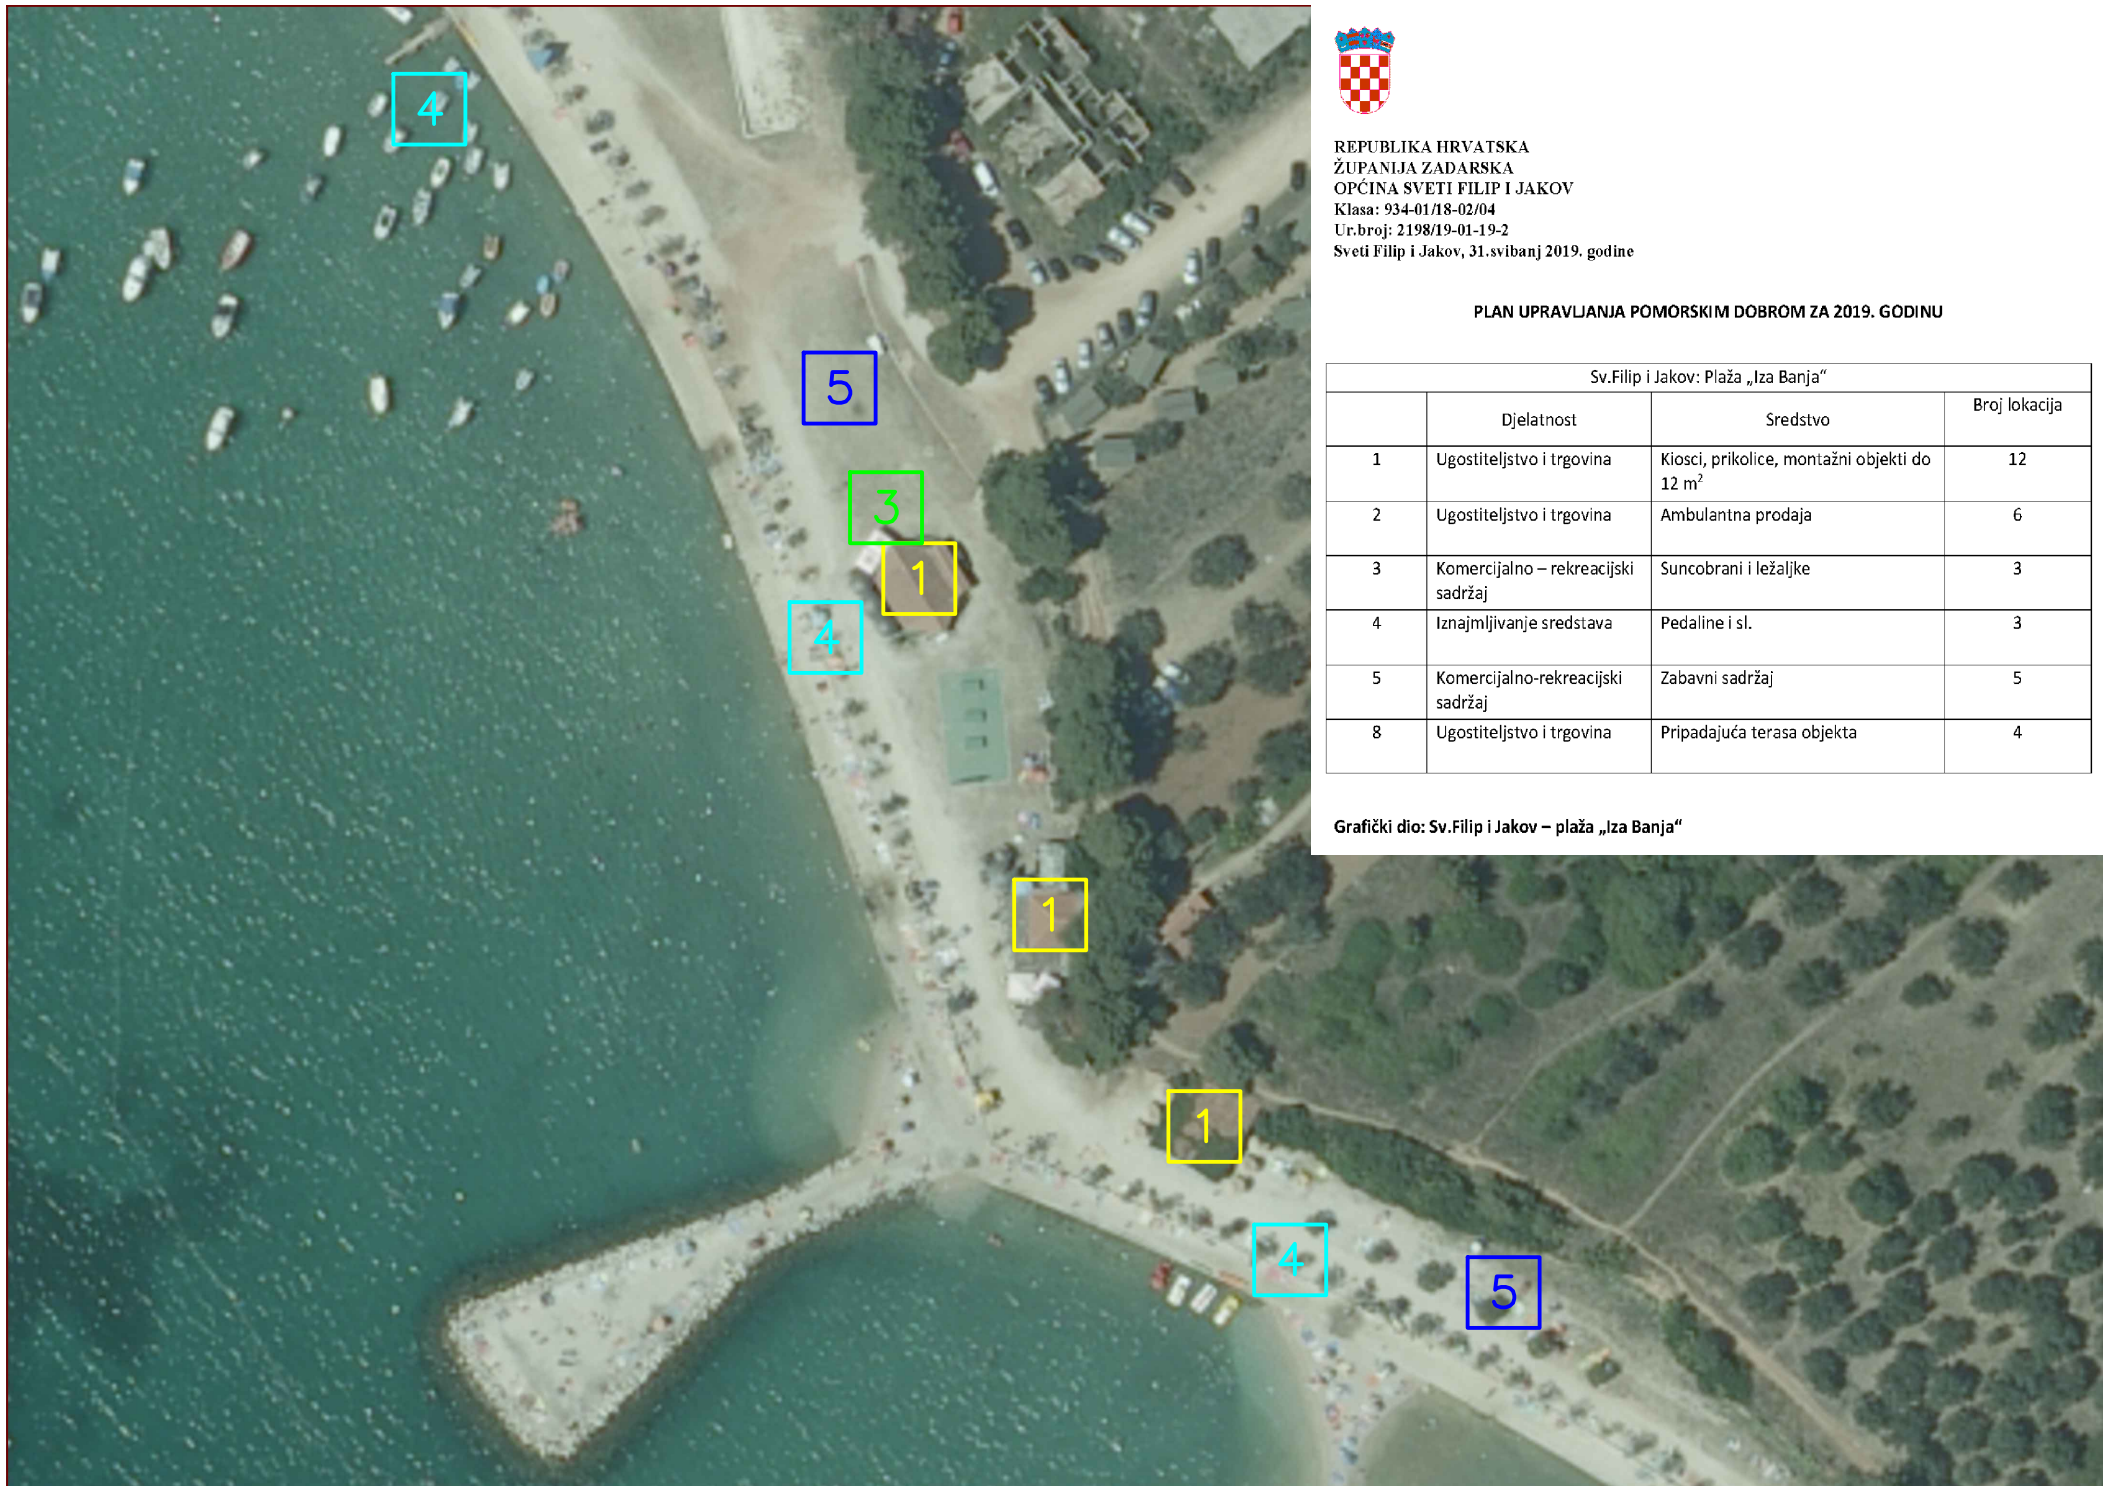 REPUBLIKA HRVATSKA
ŽUPANIJA ZADARSKA
OPĆINA SVETI FILIP I JAKOV
Klasa: 934-01/18-02/04
Ur.broj: 2198/19-01-19-2
Sveti Filip i Jakov, 31.svibanj 2019. godine
PLAN UPRAVLJANJA POMORSKIM DOBROM ZA 2019. GODINU
Sv.Filip i Jakov: Plaža „Iza Banja“
Djelatnost Sredstvo Broj lokacija
1 Ugostiteljstvo i trgovina Kiosci, prikolice, montažni objekti do 12
12 m²
2 Ugostiteljstvo i trgovina Ambulantna prodaja 6
3 Komercijalno – rekreacijski Suncobrani i ležaljke 3
sadržaj
4 Iznajmljivanje sredstava Pedaline i sl. 3
5 Komercijalno-rekreacijski Zabavni sadržaj 5
sadržaj
8 Ugostiteljstvo i trgovina Pripadajuća terasa objekta 4
Grafički dio: Sv.Filip i Jakov – plaža „Iza Banja“
4
5
3
1
4
1
1
4
5